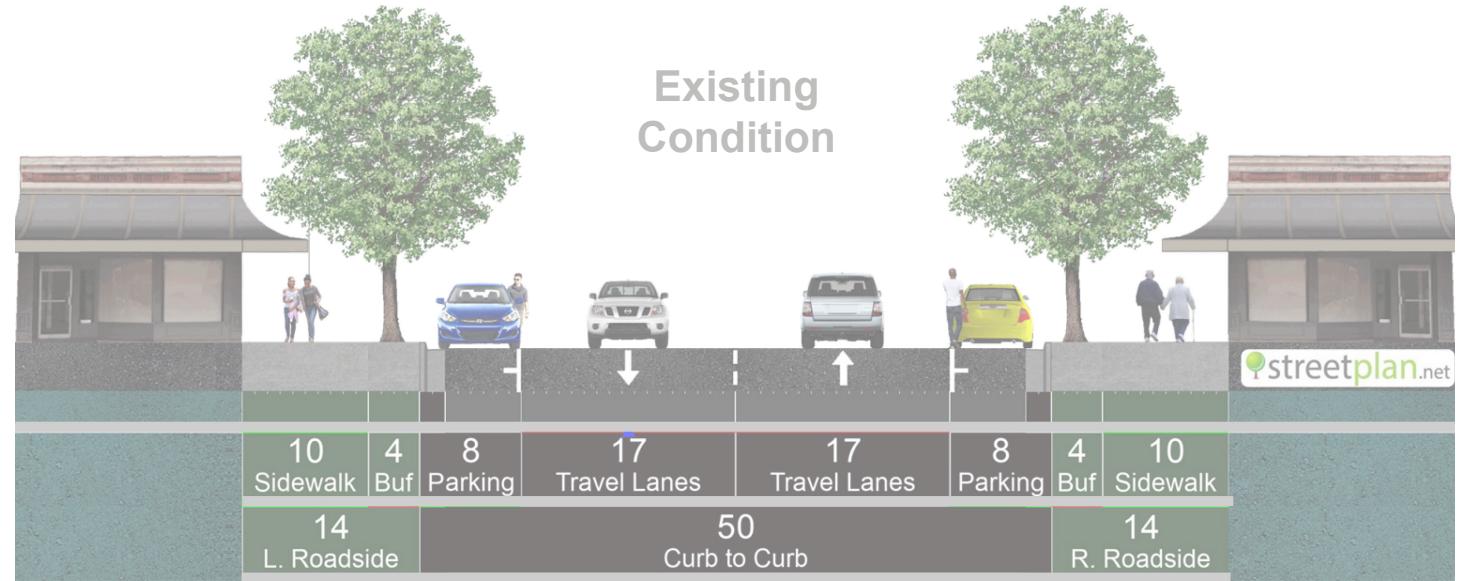 Existing
Condition
streetplan.net
10 4 8 17 17 8 4 10
Sidewalk Buf Parking Travel Lanes Travel Lanes Parking Buf Sidewalk
14 50 14
L. Roadside Curb to Curb R. Roadside